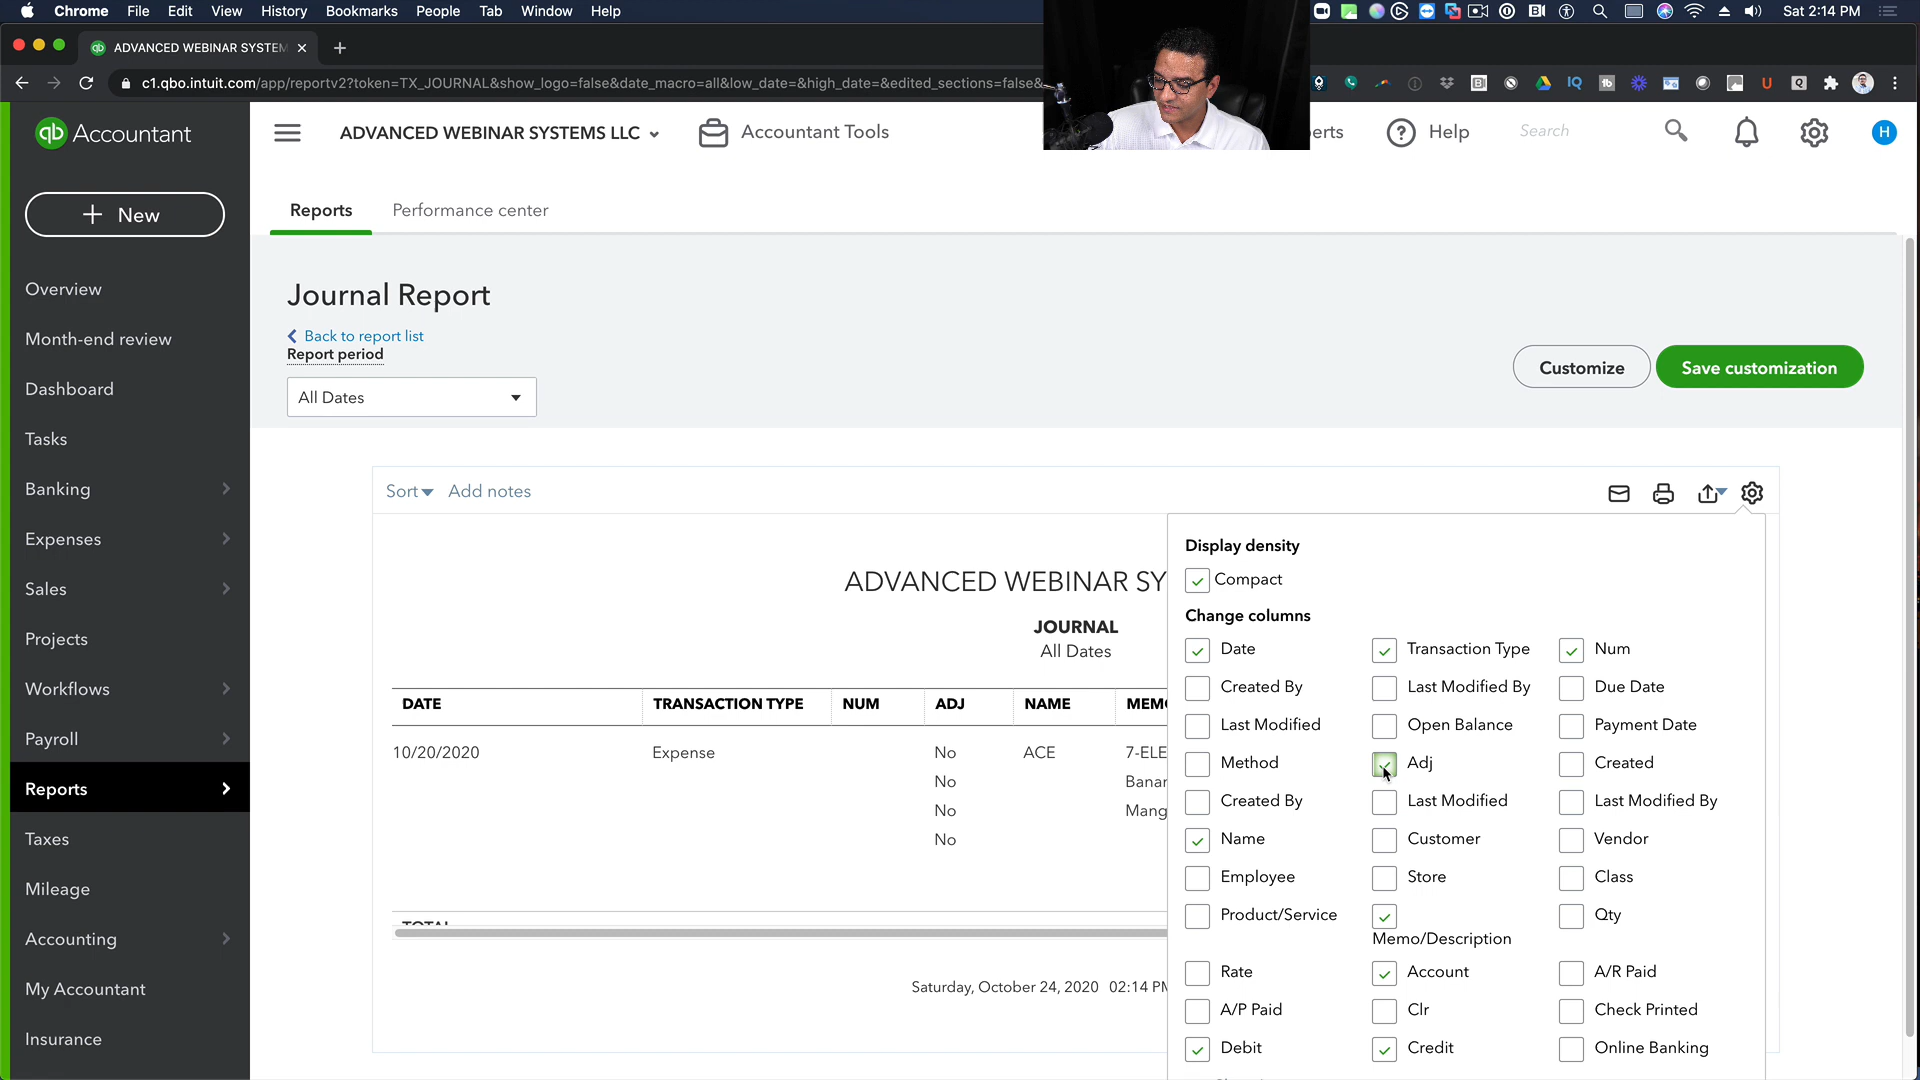 Chrome File Edit View History Bookmarks People Tab Window Help Sat 2:14 PM
ADVANCED WEBINAR SYSTEM
c1.qbo.intuit.com/app/reportv2?token=TX_JOURNAL&show_logo=false&date_macro=all&low_date=&high_date=&edited_sections=false&
qb Accountant
ADVANCED WEBINAR SYSTEMS LLC
Accountant Tools
Help
Search
H
+ New
Overview
Month-end review
Dashboard
Tasks
Banking
Expenses
Sales
Projects
Workflows
Payroll
Reports
Taxes
Mileage
Accounting
My Accountant
Insurance
Reports Performance center
Journal Report
Back to report list
Report period
All Dates
Customize Save customization
Sort Add notes
ADVANCED WEBINAR SY
JOURNAL
All Dates
DATE TRANSACTION TYPE NUM ADJ NAME MEMO
10/20/2020 Expense No ACE 7-ELE
No Banan
No Mang
No
TOTAL
Saturday, October 24, 2020 02:14 PM
Display density
Compact
Change columns
Date Transaction Type Num
Created By Last Modified By Due Date
Last Modified Open Balance Payment Date
Method Adj Created
Created By Last Modified Last Modified By
Name Customer Vendor
Employee Store Class
Product/Service Memo/Description Qty
Rate Account A/R Paid
A/P Paid Clr Check Printed
Debit Credit Online Banking